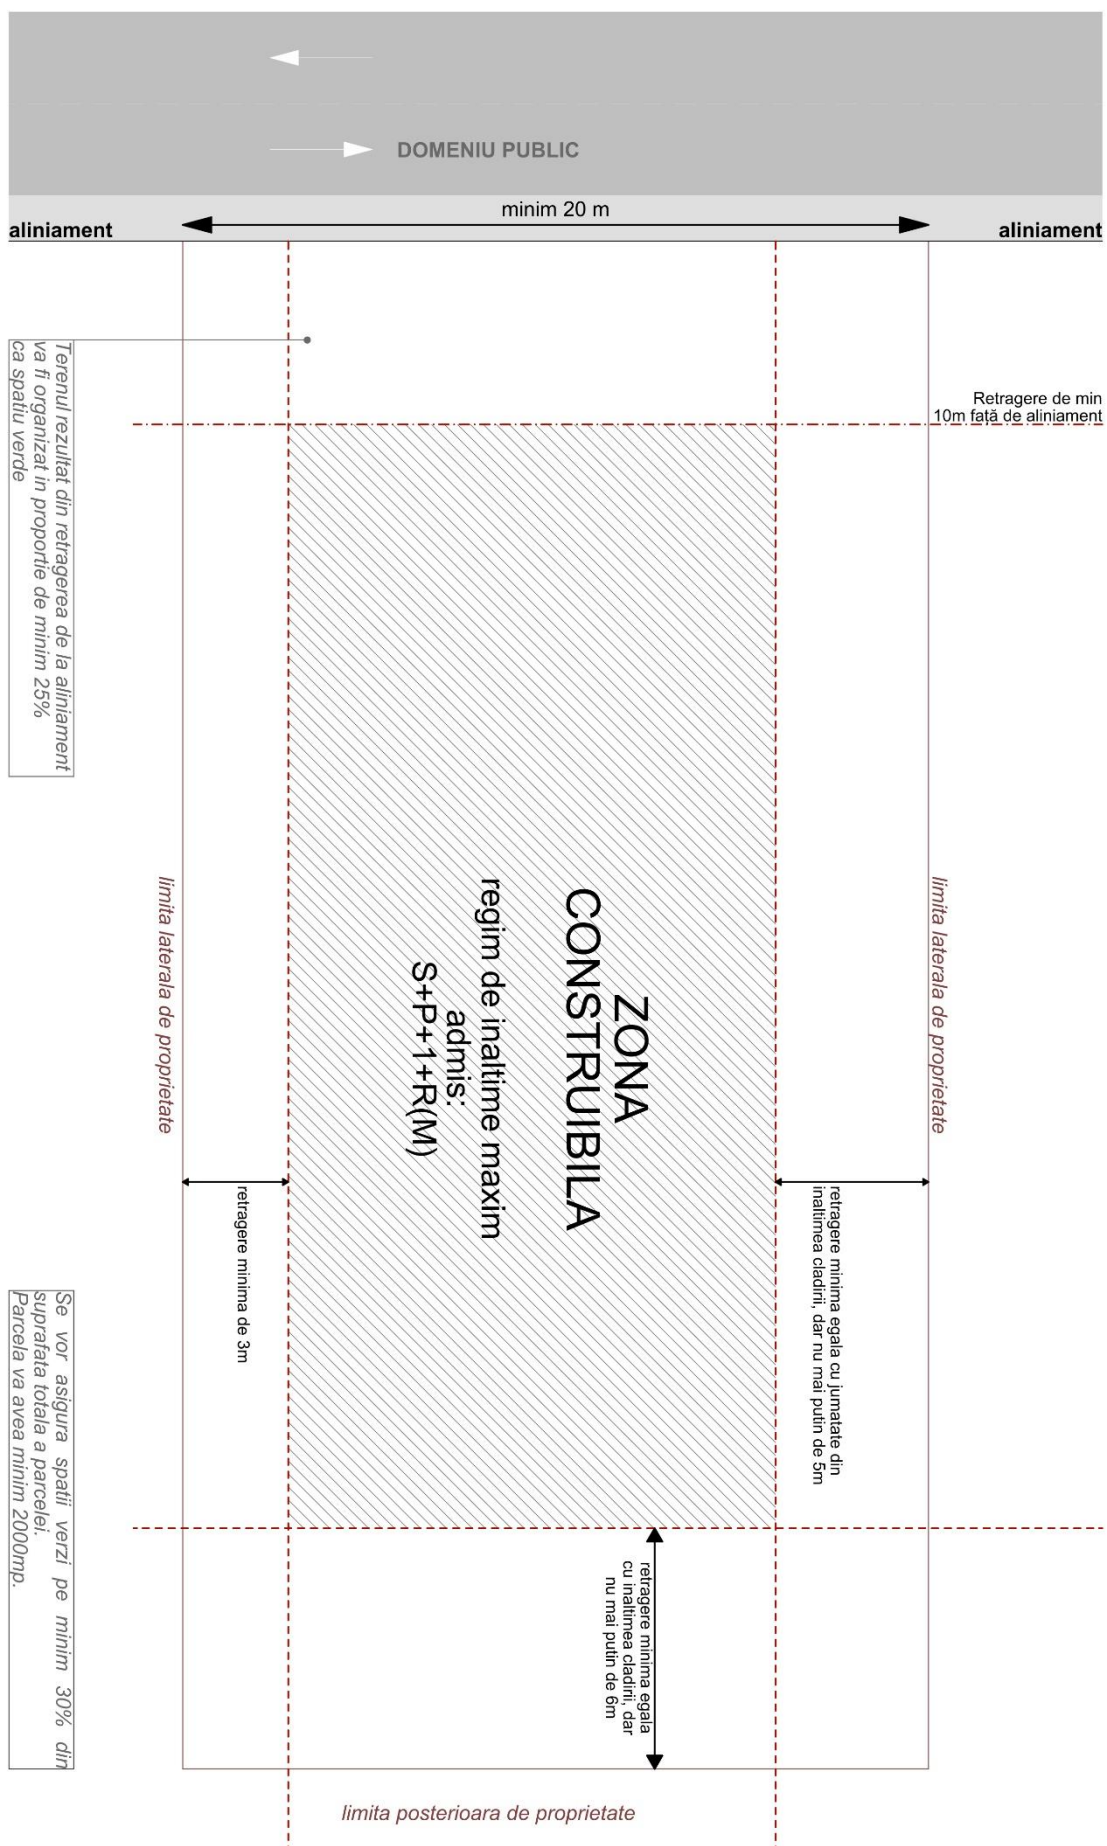 DOMENIU PUBLIC
minim 20 m
aliniament
aliniament
Retragere de min
10m față de aliniament
Terenul rezultat din retragerea de la aliniament
va fi organizat in proportie de minim 25%
ca spatiu verde
limita laterala de proprietate
limita laterala de proprietate
ZONA
CONSTRUIBILA
regim de inaltime maxim
admis:
S+P+1+R(M)
retragere minima de 3m
retragere minima egala cu jumatate din
inaltimea cladirii, dar nu mai putin de 5m
Se vor asigura spatii verzi pe minim 30% din
suprafata totala a parcelei.
Parcela va avea minim 2000mp.
retragere minima egala
cu inaltimea cladirii, dar
nu mai putin de 6m
limita posterioara de proprietate